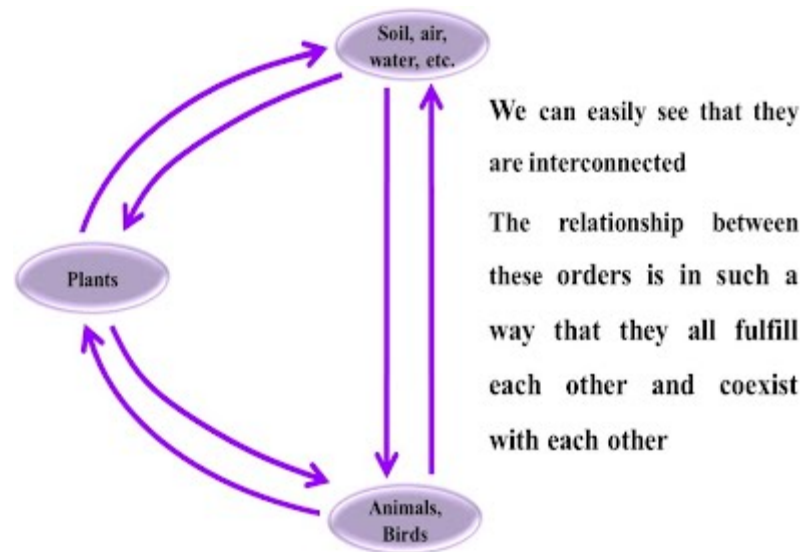 Soil, air,
water, etc.
We can easily see that they
are interconnected
The relationship between
these orders is in such a
way that they all fulfill
each other and coexist
with each other
Plants
Animals,
Birds